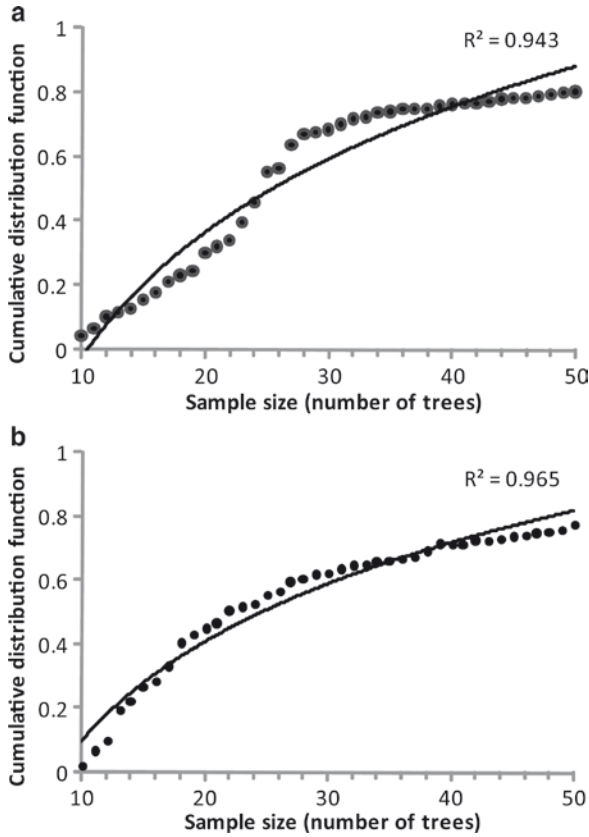 a
R² = 0.943
Cumulative distribution function
1
0.8
0.6
0.4
0.2
0
10 20 30 40 50
Sample size (number of trees)
b
R² = 0.965
Cumulative distribution function
1
0.8
0.6
0.4
0.2
0
10 20 30 40 50
Sample size (number of trees)